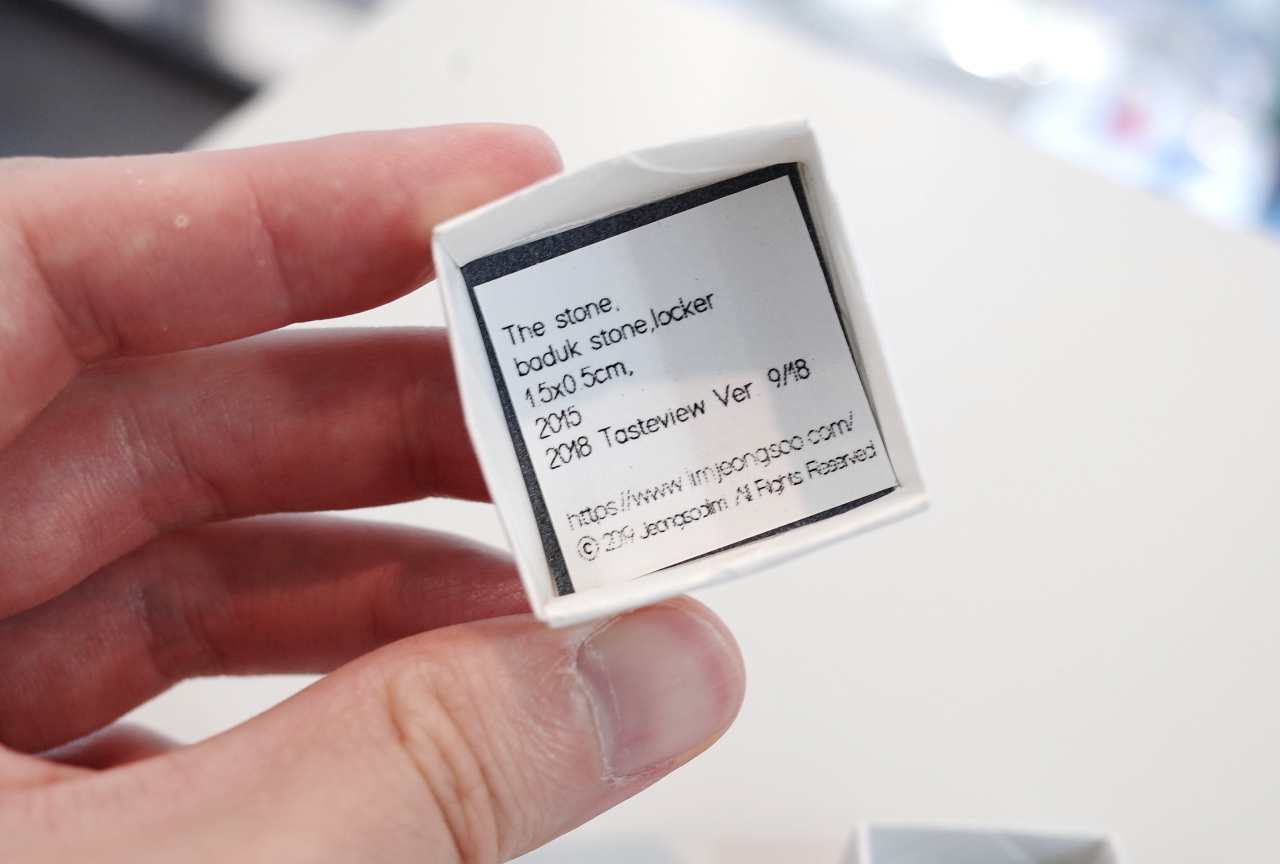 The stone,
baduk stone,locker
1.5x0.5cm,
2015
2018 Tasteview Ver 9/18
https://www.limjeongsoo.com/
© 2019 Jeongsoolim All Rights Reserved.